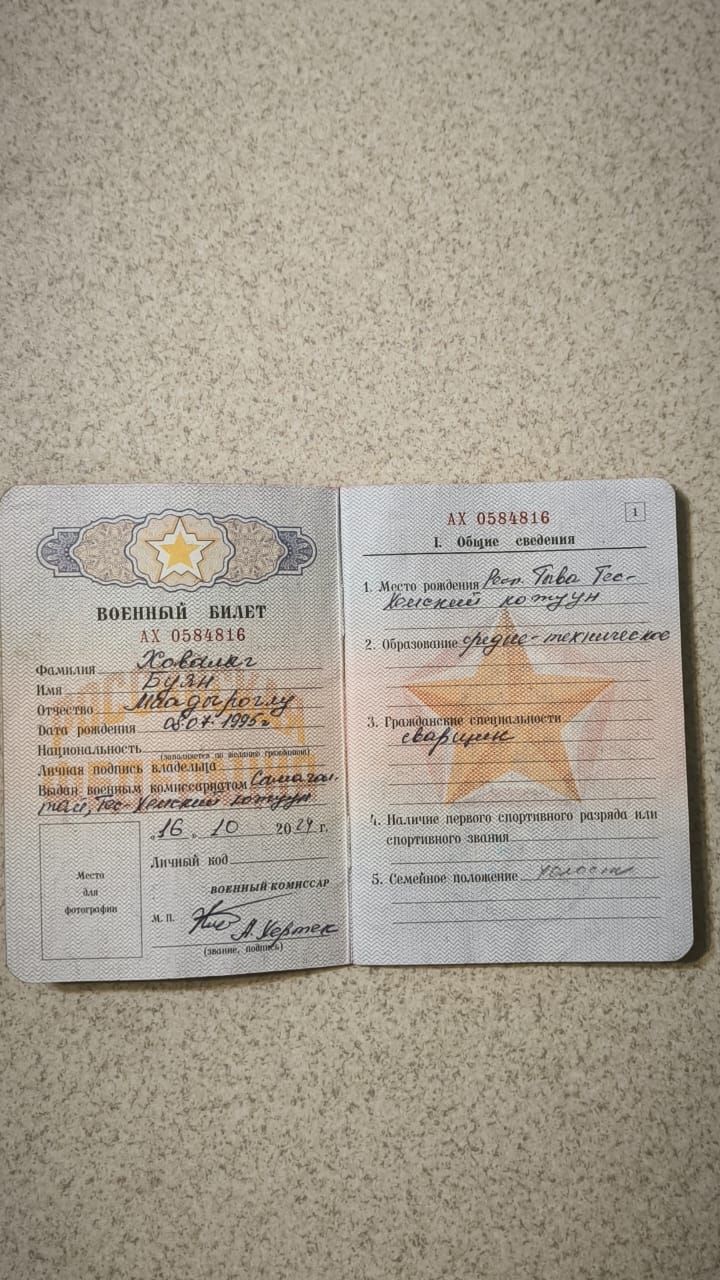 ВОЕННЫЙ БИЛЕТ
АХ 0584816
Фамилия Ховалыг
Имя Буян
Отчество
Дата рождения 08.07.1995 г
Национальность
(заполняется по желанию гражданина)
Личная подпись владельца
Выдан военным комиссариатом Самагал-
тай, Тес-Хемский кожуун
„16„ 10 2024 г.
Личный код
Место
для
фотографии
ВОЕННЫЙ КОМИССАР
М. П.
А. Хертек
(звание, подпись)
АХ 0584816
1
I. Общие сведения
1. Место рождения Респ. Тыва Тес-
Хемский кожуун
2. Образование средне-техническое
3. Гражданские специальности
сварщик
4. Наличие первого спортивного разряда или
спортивного звания
5. Семейное положение холост